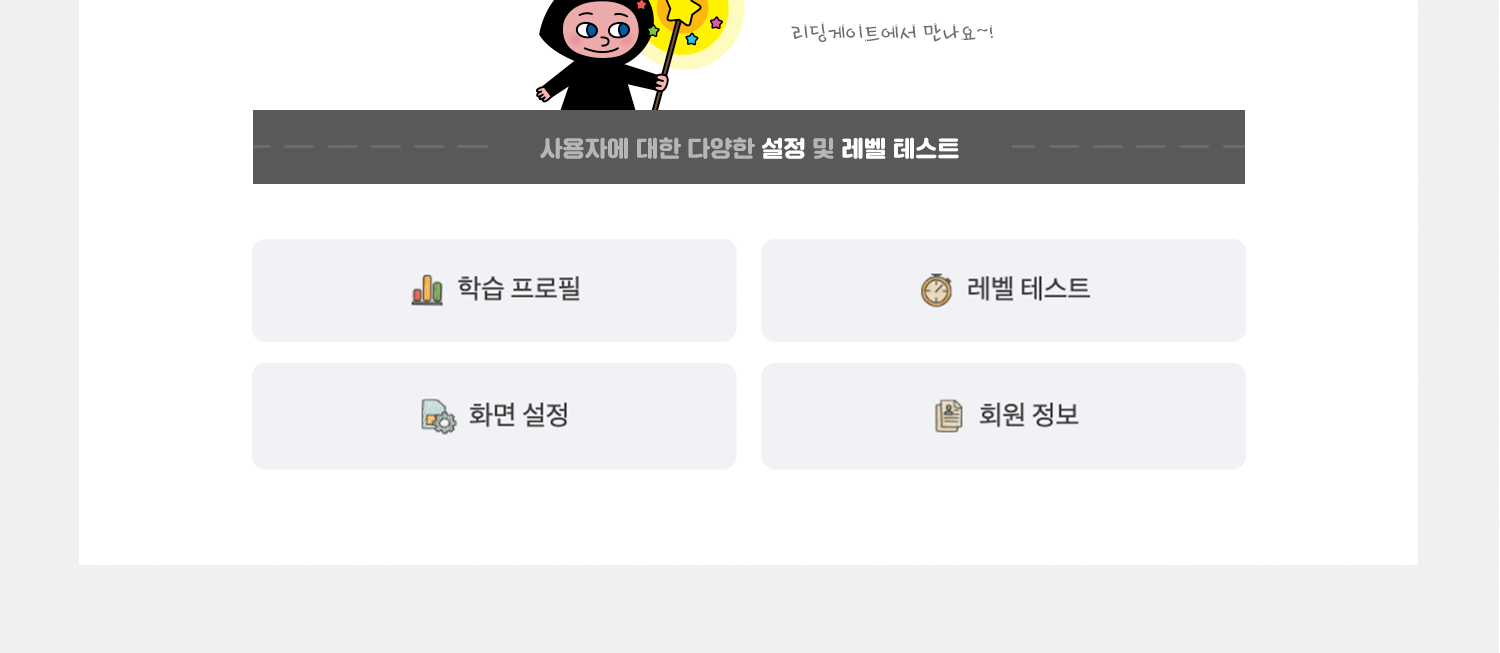 리딩게이트에서 만나요~!
사용자에 대한 다양한 설정 및 레벨 테스트
학습 프로필
레벨 테스트
화면 설정
회원 정보